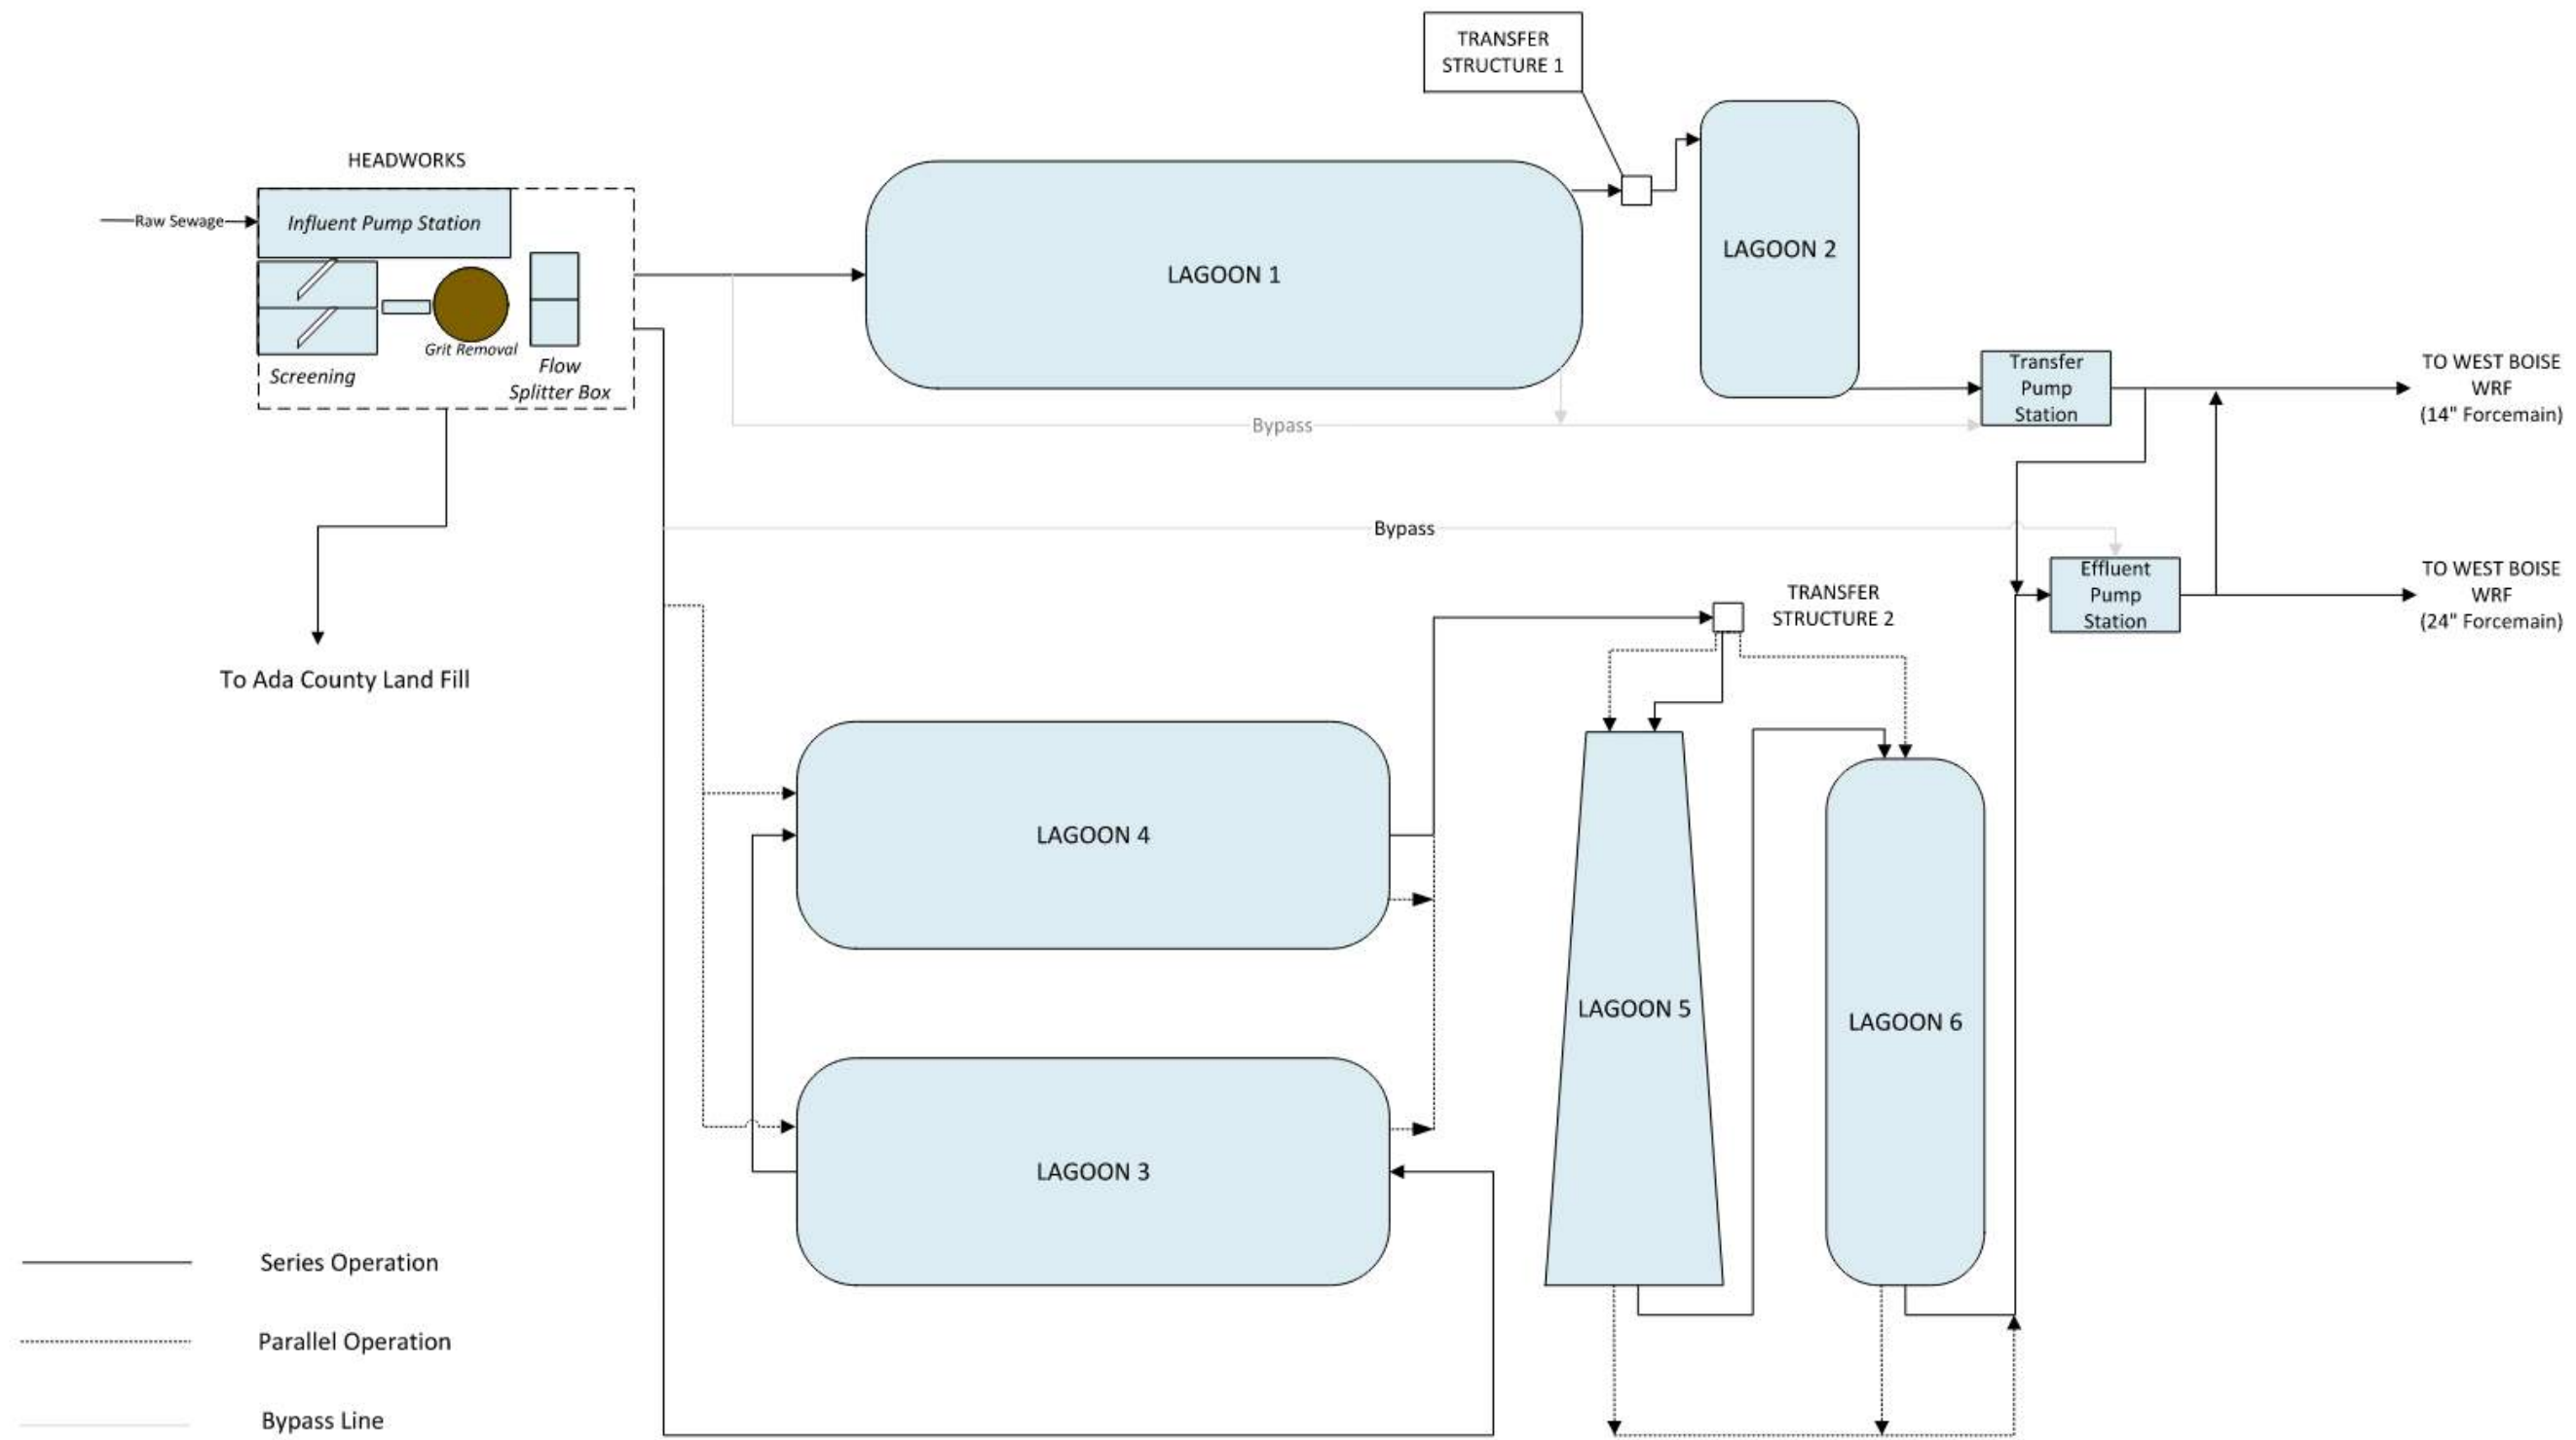 TRANSFER
STRUCTURE 1
HEADWORKS
Raw Sewage
Influent Pump Station
Grit Removal
Screening
Flow
Splitter Box
LAGOON 1
LAGOON 2
Bypass
Transfer
Pump
Station
TO WEST BOISE
WRF
(14" Forcemain)
Bypass
Effluent
Pump
Station
TO WEST BOISE
WRF
(24" Forcemain)
TRANSFER
STRUCTURE 2
To Ada County Land Fill
LAGOON 4
LAGOON 5
LAGOON 6
LAGOON 3
Series Operation
Parallel Operation
Bypass Line